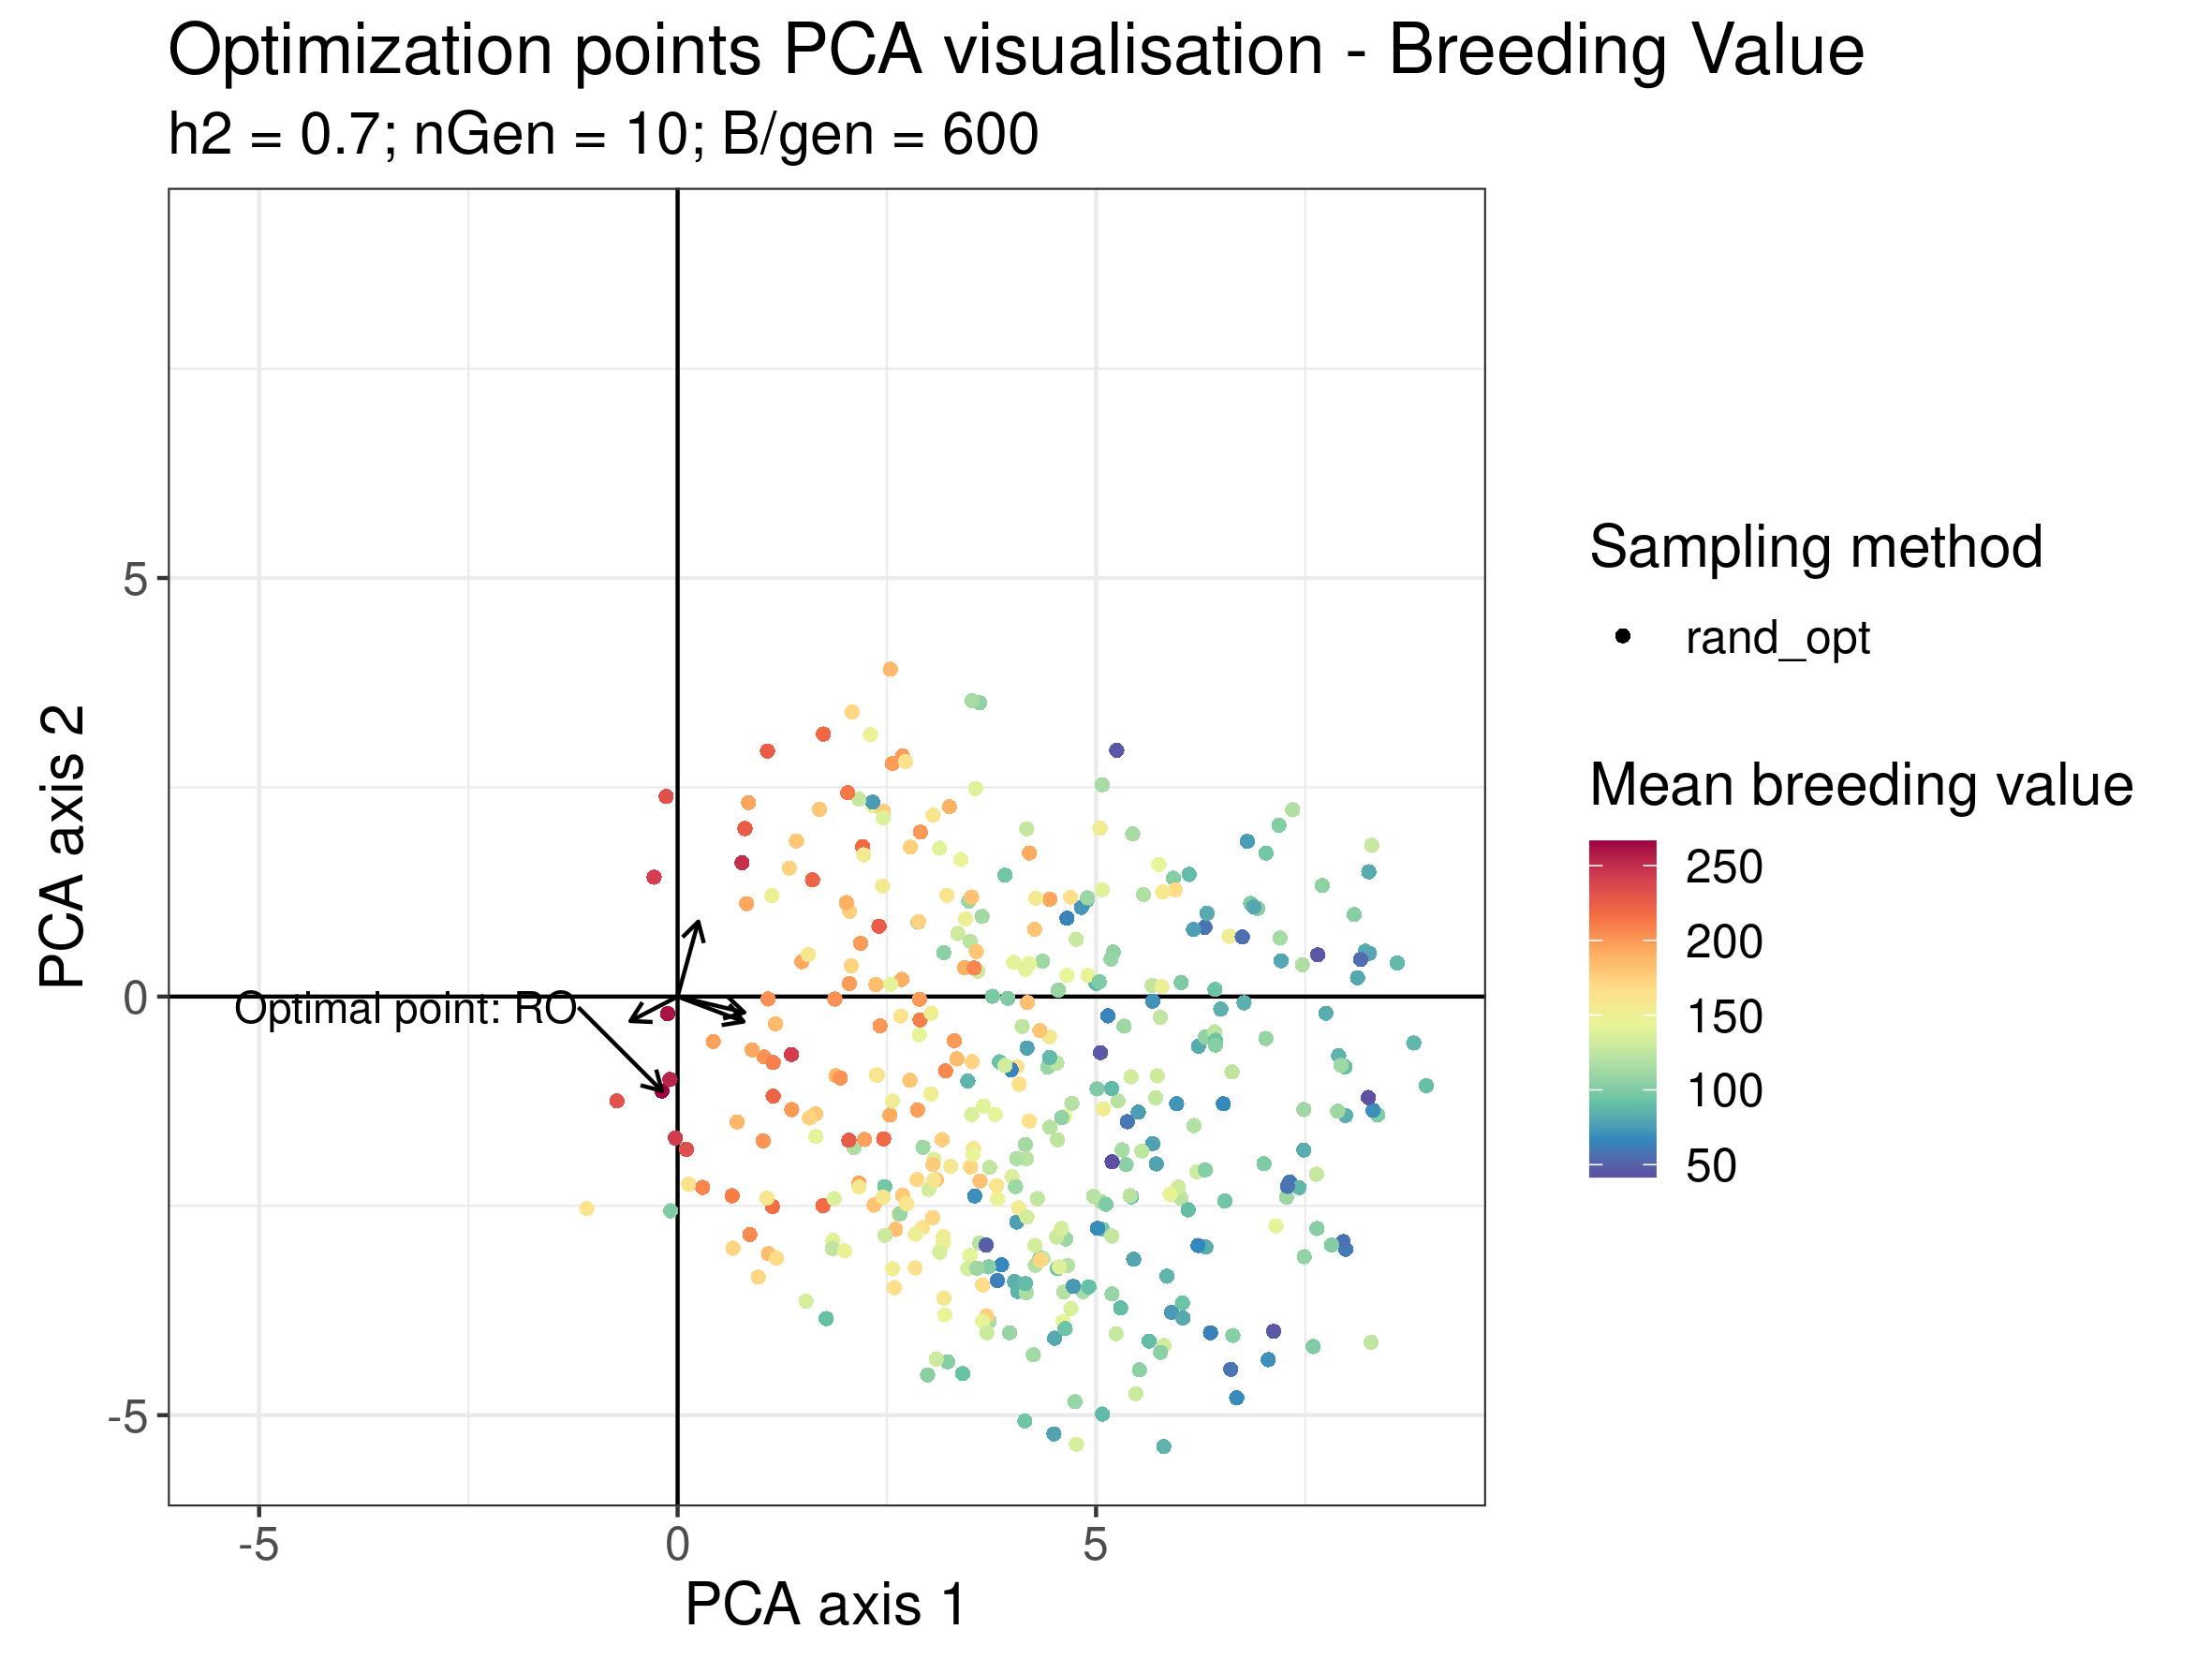 Optimization points PCA visualisation - Breeding Value
h2 = 0.7; nGen = 10; B/gen = 600
PCA axis 2
5
0
-5
Optimal point: RO
-5
0
5
PCA axis 1
Sampling method
rand_opt
Mean breeding value
250
200
150
100
50